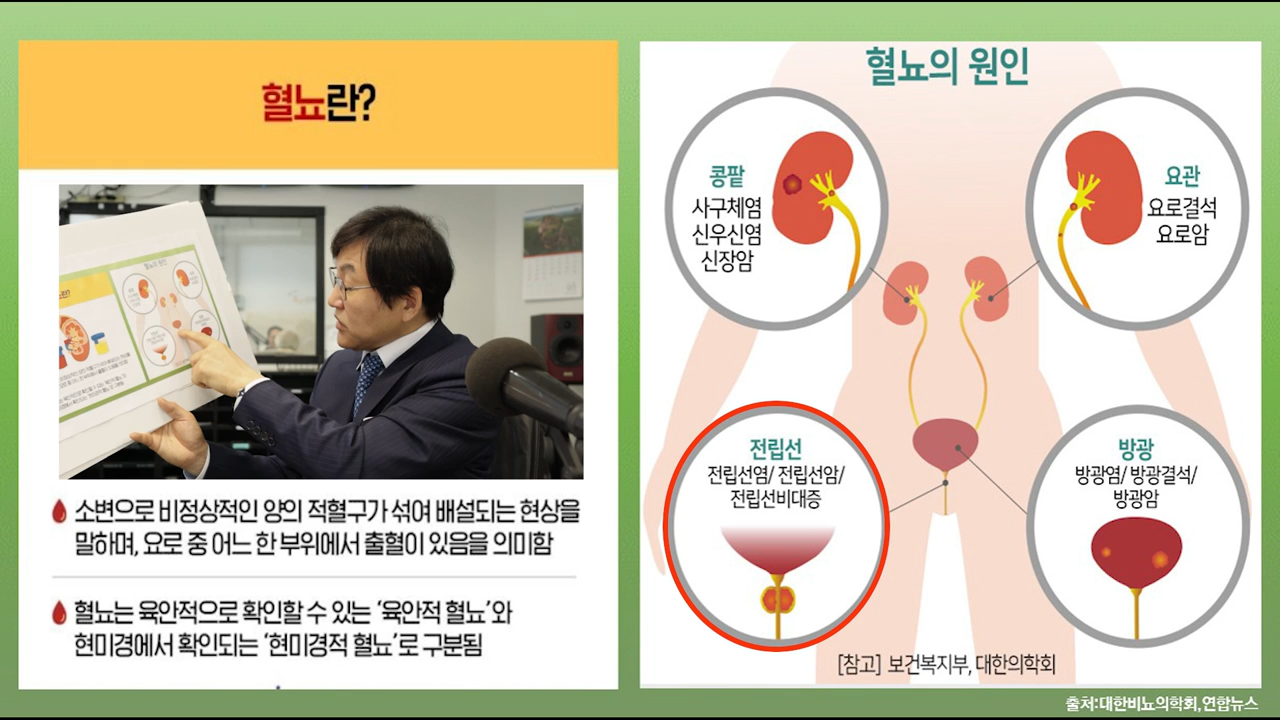 혈뇨란?
소변으로 비정상적인 양의 적혈구가 섞여 배설되는 현상을
말하며, 요로 중 어느 한 부위에서 출혈이 있음을 의미함
혈뇨는 육안적으로 확인할 수 있는 '육안적 혈뇨'와
현미경에서 확인되는 '현미경적 혈뇨'로 구분됨
혈뇨의 원인
콩팥
사구체염
신우신염
신장암
요관
요로결석
요로암
전립선
전립선염/ 전립선암/
전립선비대증
방광
방광염/ 방광결석/
방광암
[참고] 보건복지부, 대한의학회
출처:대한비뇨의학회,연합뉴스